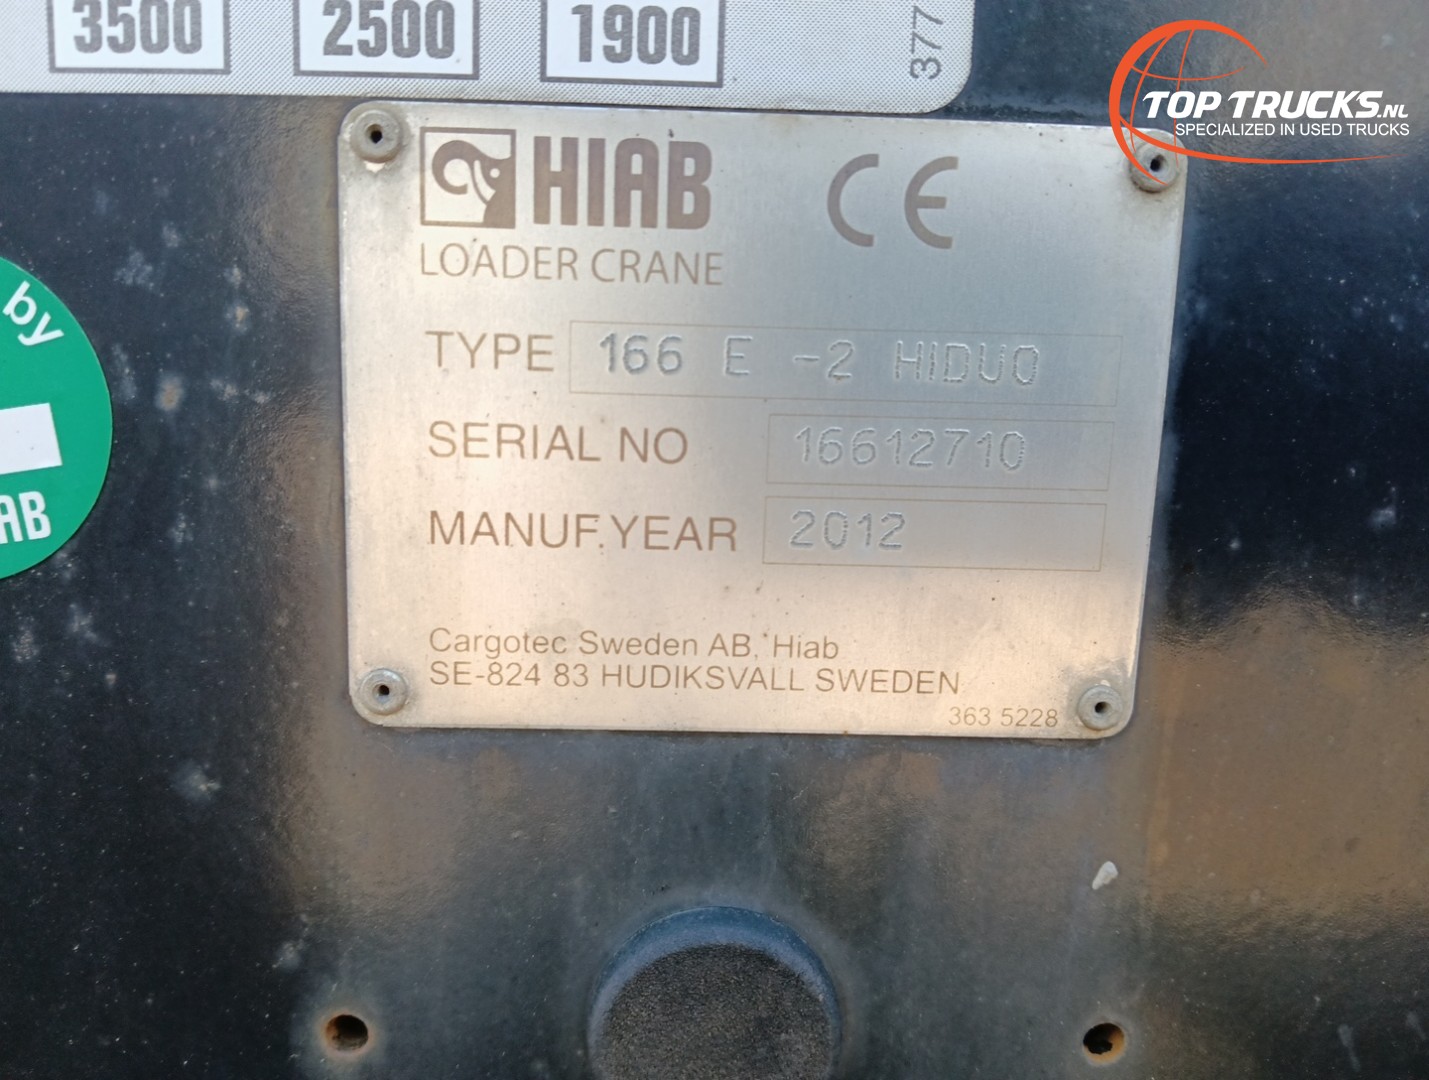 3500 2500 1900
377
TOP TRUCKS.NL
SPECIALIZED IN USED TRUCKS
HIAB CE
LOADER CRANE
by
TYPE 166 E -2 HIDUO
SERIAL NO 16612710
AB
MANUF.YEAR 2012
Cargotec Sweden AB, Hiab
SE-824 83 HUDIKSVALL SWEDEN
363 5228